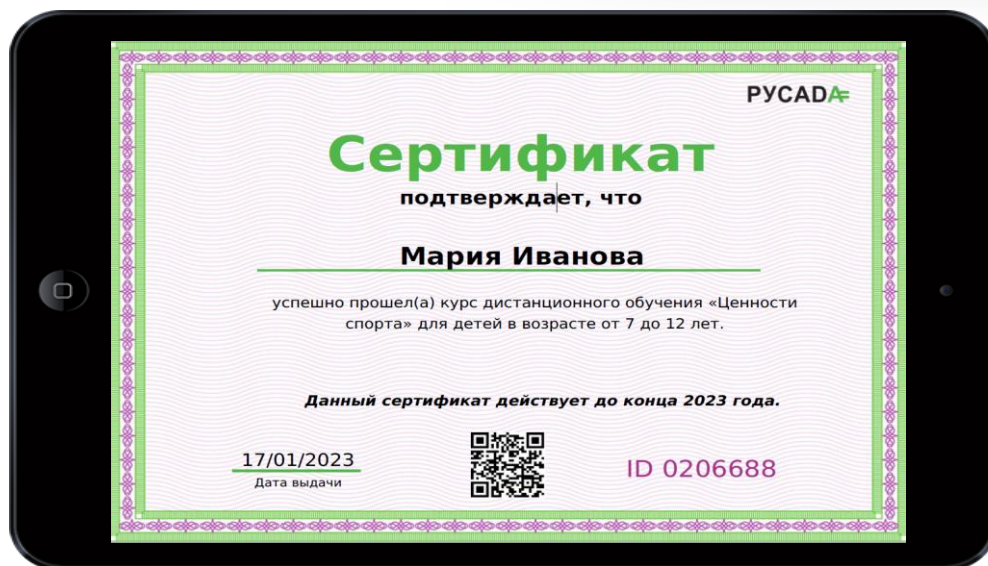 РУСАDА
Сертификат
подтверждает, что
Мария Иванова
успешно прошел(а) курс дистанционного обучения «Ценности
спорта» для детей в возрасте от 7 до 12 лет.
Данный сертификат действует до конца 2023 года.
17/01/2023
Дата выдачи
ID 0206688